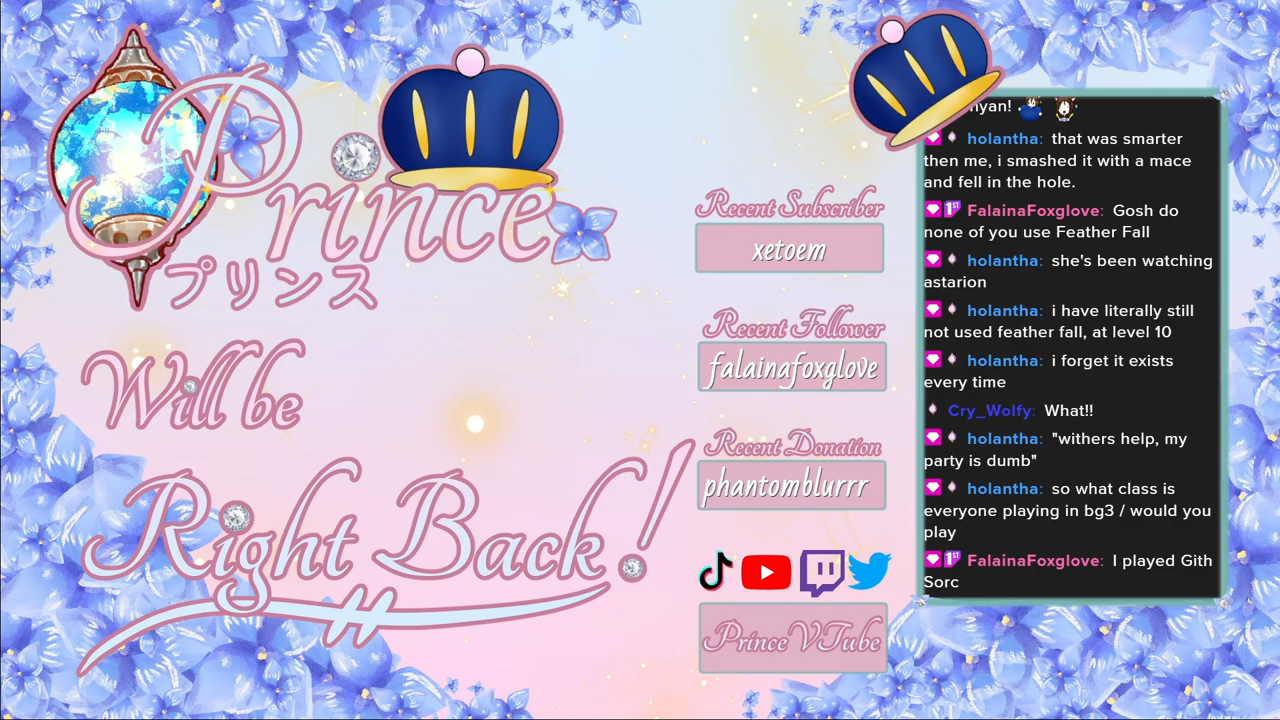 Prince
プリンス
Will be
Right Back!
Recent Subscriber
xetoem
Recent Follower
falainafoxglove
Recent Donation
phantomblurrr
PrinceVTube
nyan!
holantha: that was smarter
then me, i smashed it with a mace
and fell in the hole.
1ST FalainaFoxglove: Gosh do
none of you use Feather Fall
holantha: she's been watching
astarion
holantha: i have literally still
not used feather fall, at level 10
holantha: i forget it exists
every time
Cry_Wolfy: What!!
holantha: "withers help, my
party is dumb"
holantha: so what class is
everyone playing in bg3 / would you
play
1ST FalainaFoxglove: I played Gith
Sorc